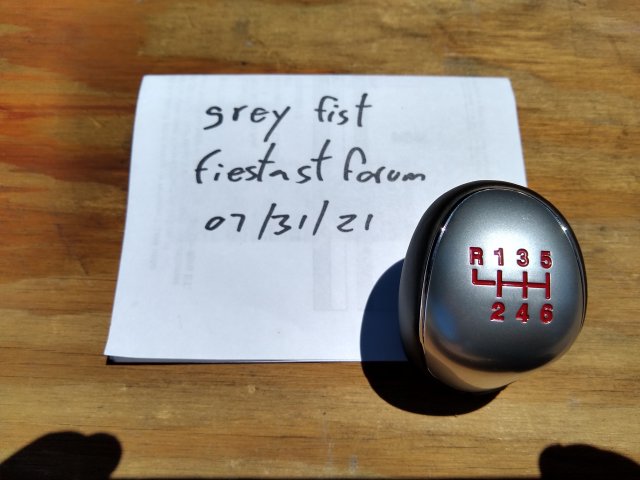 grey fist
fiestast forum
07/31/21
R 1 3 5
2 4 6